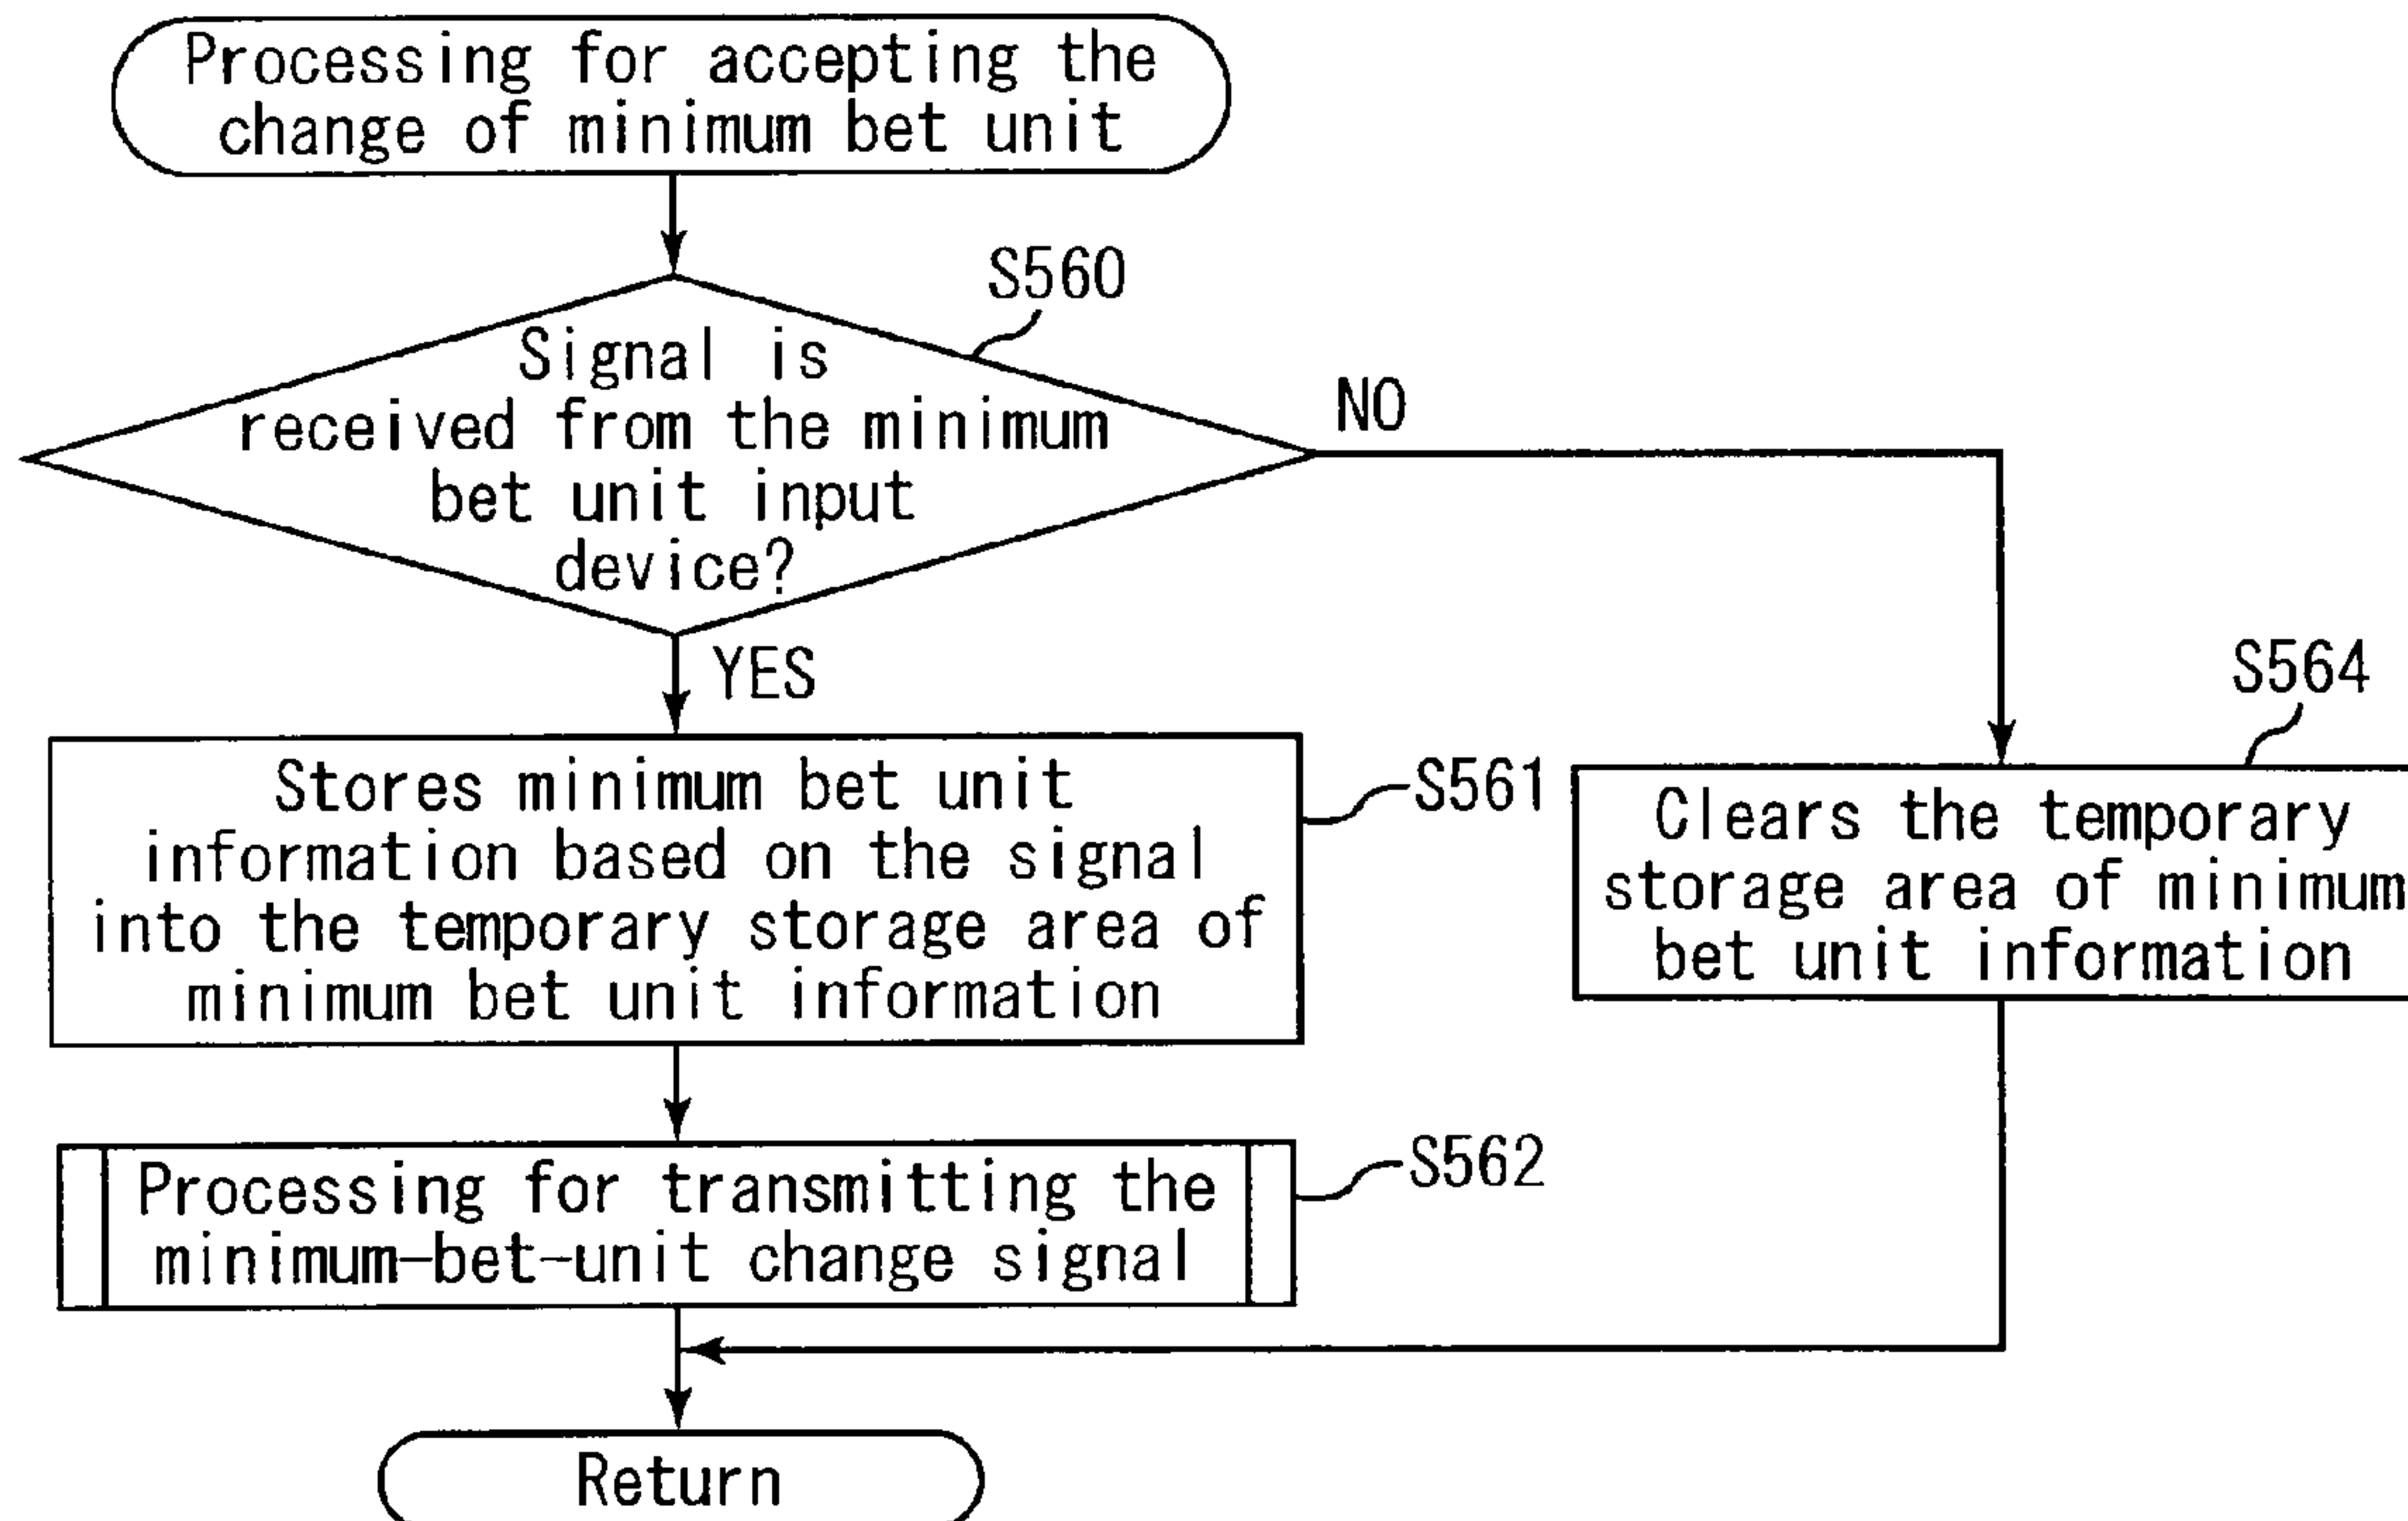 Processing for accepting the
change of minimum bet unit
S560
Signal is
received from the minimum
bet unit input
device?
NO
YES
S564
Stores minimum bet unit
information based on the signal
into the temporary storage area of
minimum bet unit information
S561
Clears the temporary
storage area of minimum
bet unit information
Processing for transmitting the
minimum-bet-unit change signal
S562
Return